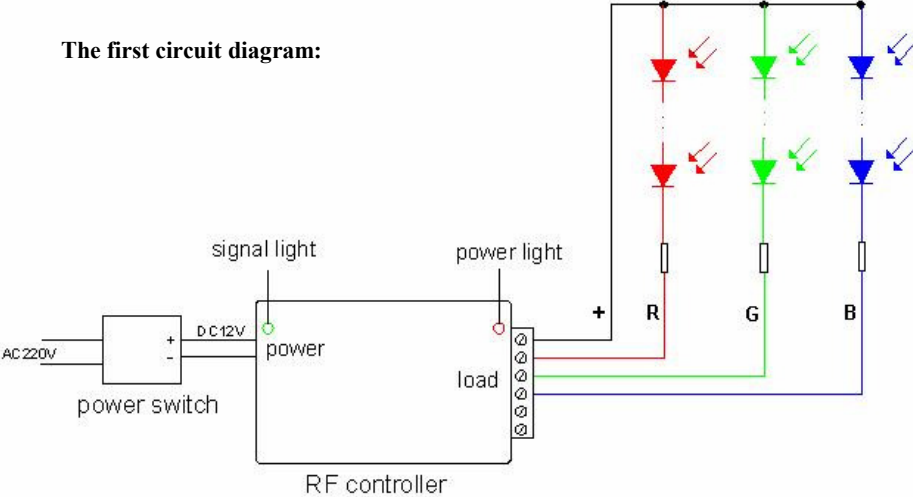 The first circuit diagram:
signal light
power light
+
R
G
B
DC12V
+
-
AC220V
power
load
power switch
RF controller